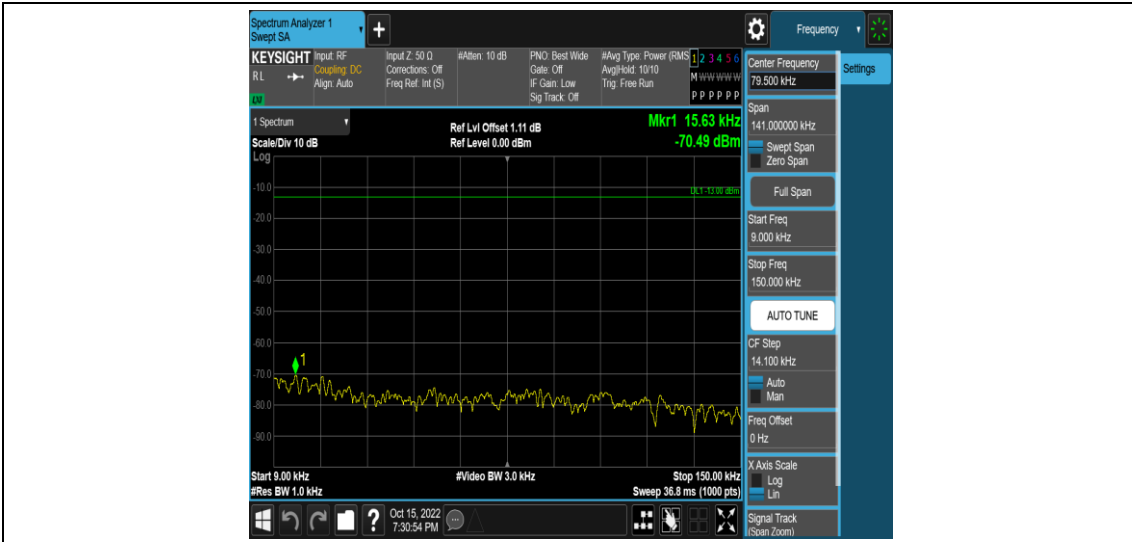 Spectrum Analyzer 1
Swept SA
+
Frequency
KEYSIGHT
RL
LXI
Input: RF
Coupling: DC
Align: Auto
Input Z: 50 Ω
Corrections: Off
Freq Ref: Int (S)
#Atten: 10 dB
PNO: Best Wide
Gate: Off
IF Gain: Low
Sig Track: Off
#Avg Type: Power (RMS
Avg|Hold: 10/10
Trig: Free Run
1 2 3 4 5 6
M W W W W W
P P P P P P
1 Spectrum
Scale/Div 10 dB
Log
Ref Lvl Offset 1.11 dB
Ref Level 0.00 dBm
Mkr1 15.63 kHz
-70.49 dBm
DL1 -13.00 dBm
-10.0
-20.0
-30.0
-40.0
-50.0
-60.0
1
-70.0
-80.0
-90.0
Start 9.00 kHz
#Res BW 1.0 kHz
#Video BW 3.0 kHz
Stop 150.00 kHz
Sweep 36.8 ms (1000 pts)
Center Frequency
79.500 kHz
Settings
Span
141.000000 kHz
Swept Span
Zero Span
Full Span
Start Freq
9.000 kHz
Stop Freq
150.000 kHz
AUTO TUNE
CF Step
14.100 kHz
Auto
Man
Freq Offset
0 Hz
X Axis Scale
Log
Lin
Signal Track
(Span Zoom)
?
Oct 15, 2022
7:30:54 PM